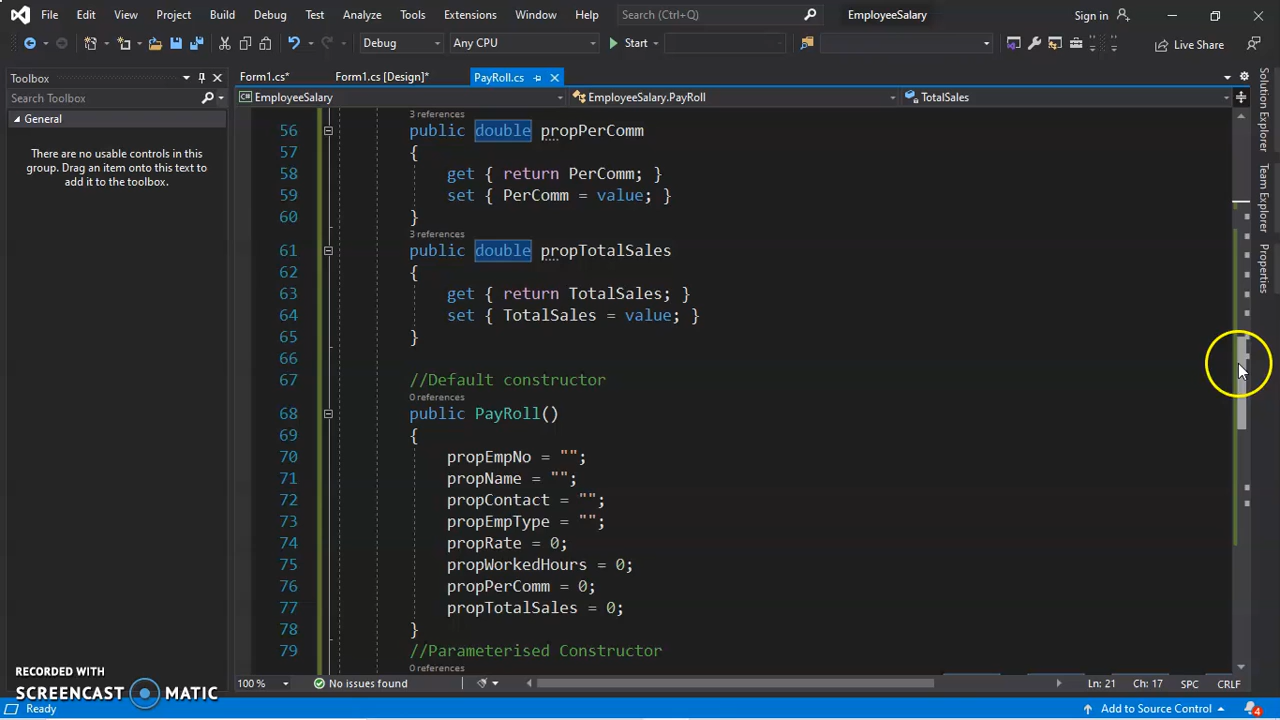 File Edit View Project Build Debug Test Analyze Tools Extensions Window Help Search (Ctrl+Q) EmployeeSalary Sign in
Debug Any CPU Start Live Share
Toolbox
Form1.cs* Form1.cs [Design]* PayRoll.cs
Search Toolbox
EmployeeSalary EmployeeSalary.PayRoll TotalSales
General
There are no usable controls in this group. Drag an item onto this text to add it to the toolbox.
3 references
56 public double propPerComm
57 {
58 get { return PerComm; }
59 set { PerComm = value; }
60 }
3 references
61 public double propTotalSales
62 {
63 get { return TotalSales; }
64 set { TotalSales = value; }
65 }
66
67 //Default constructor
0 references
68 public PayRoll()
69 {
70 propEmpNo = "";
71 propName = "";
72 propContact = "";
73 propEmpType = "";
74 propRate = 0;
75 propWorkedHours = 0;
76 propPerComm = 0;
77 propTotalSales = 0;
78 }
79 //Parameterised Constructor
0 references
Solution Explorer
Team Explorer
Properties
RECORDED WITH
SCREENCAST MATIC
100 % No issues found Ln: 21 Ch: 17 SPC CRLF
Ready Add to Source Control 4